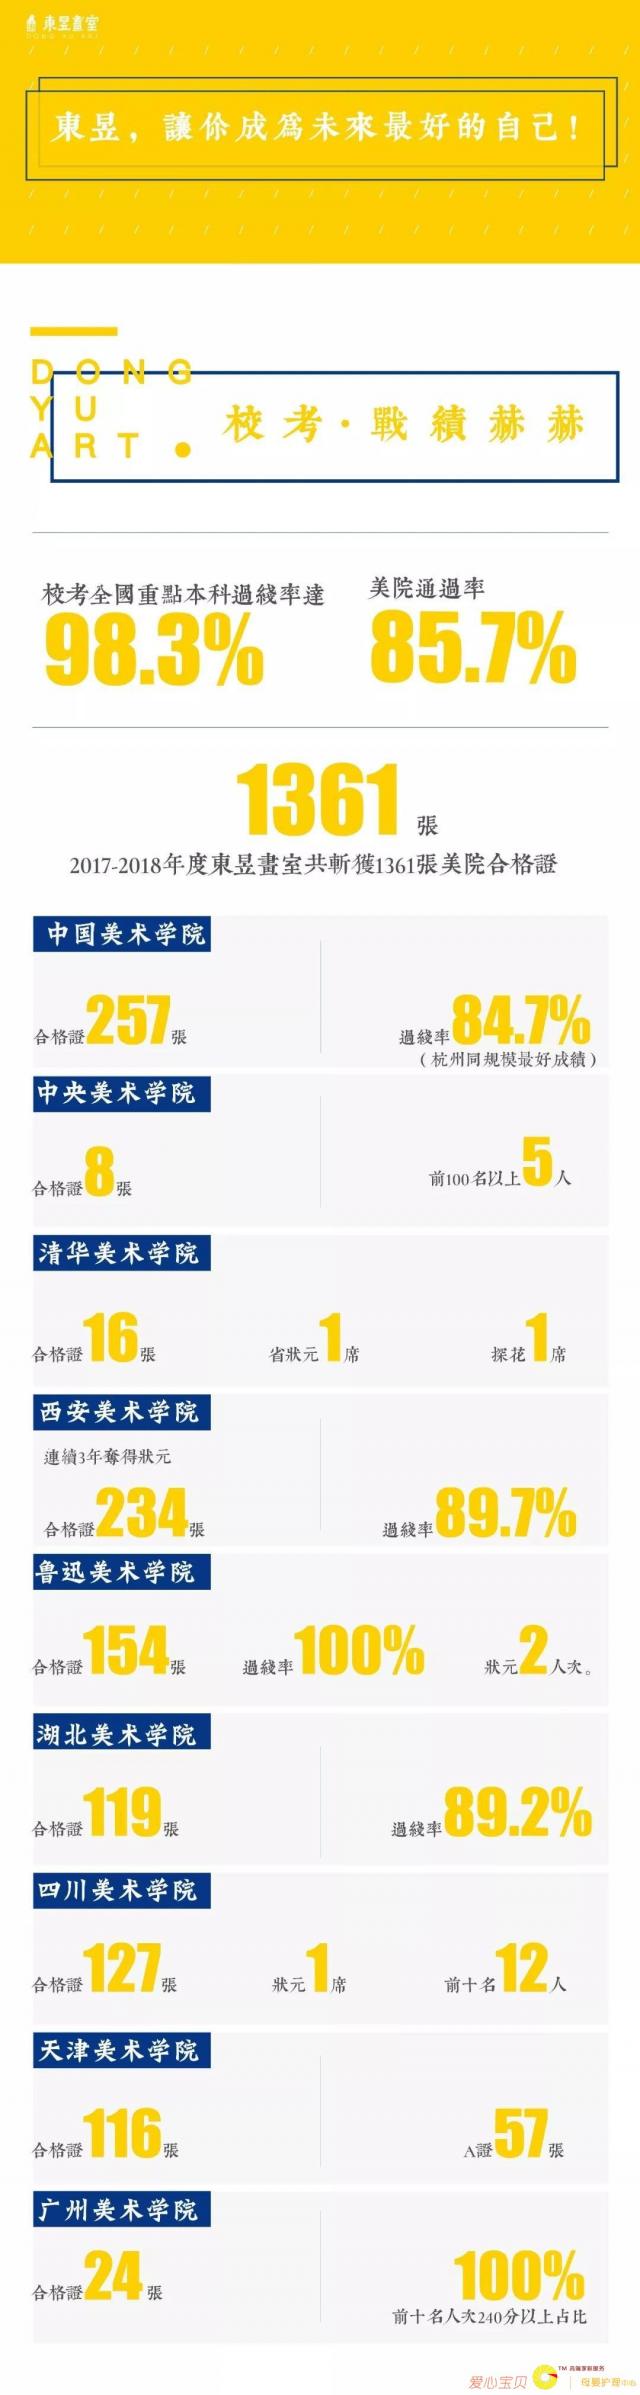 東昱畫室
DONG YU ART
東昱，讓你成為未來最好的自己！
DONG
YU
ART
校考·戰績赫赫
校考全國重點本科過綫率達
98.3%
美院通過率
85.7%
1361張
2017-2018年度東昱畫室共斬獲1361張美院合格證
中国美术学院
合格證257張
過綫率84.7%
（杭州同規模最好成績）
中央美术学院
合格證8張
前100名以上5人
清华美术学院
合格證16張
省狀元1席
探花1席
西安美术学院
連續3年奪得狀元
合格證234張
過綫率89.7%
鲁迅美术学院
合格證154張
過綫率100%
狀元2人次。
湖北美术学院
合格證119張
過綫率89.2%
四川美术学院
合格證127張
狀元1席
前十名12人
天津美术学院
合格證116張
A證57張
广州美术学院
合格證24張
100%
前十名人次240分以上占比
爱心宝贝
TM 高端家庭服务
母婴护理中心